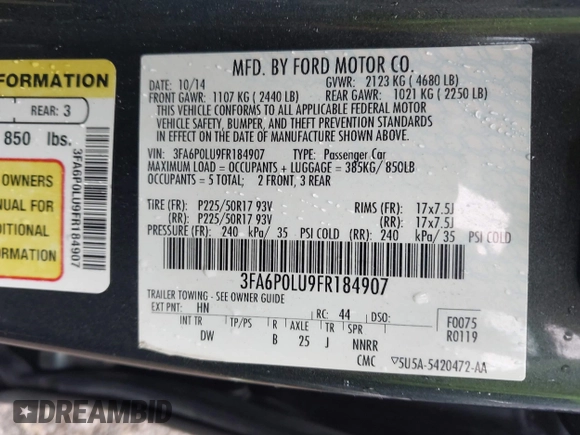 FORMATION
REAR: 3
850 lbs.
OWNERS
NUAL FOR
DITIONAL
ORMATION
3FA6P0LU9FR184907
MFD. BY FORD MOTOR CO.
10/14
GVWR: 2123 KG ( 4680 LB)
FRONT GAWR: 1107 KG ( 2440 LB)
REAR GAWR: 1021 KG ( 2250 LB)
THIS VEHICLE CONFORMS TO ALL APPLICABLE FEDERAL MOTOR
VEHICLE SAFETY, BUMPER, AND THEFT PREVENTION STANDARDS
IN EFFECT ON THE DATE OF MANUFACTURE SHOWN ABOVE.
VIN: 3FA6P0LU9FR184907 TYPE: Passenger Car
MAXIMUM LOAD = OCCUPANTS + LUGGAGE = 385KG/ 850LB
OCCUPANTS = 5 TOTAL; 2 FRONT, 3 REAR
TIRE (FR): P225/50R17 93V RIMS (FR): 17x7.5J
(RR): P225/50R17 93V (RR): 17x7.5J
PRESSURE (FR): 240 kPa/ 35 PSI COLD (RR): 240 kPa/ 35 PSI COLD
3FA6P0LU9FR184907
TRAILER TOWING - SEE OWNER GUIDE
EXT PNT: HN RC: 44 DSO:
F0075
R0119
INT TR TP/PS R AXLE TR SPR
DW B 25 J NNRR
CMC 5U5A-5420472-AA
DREAMBID